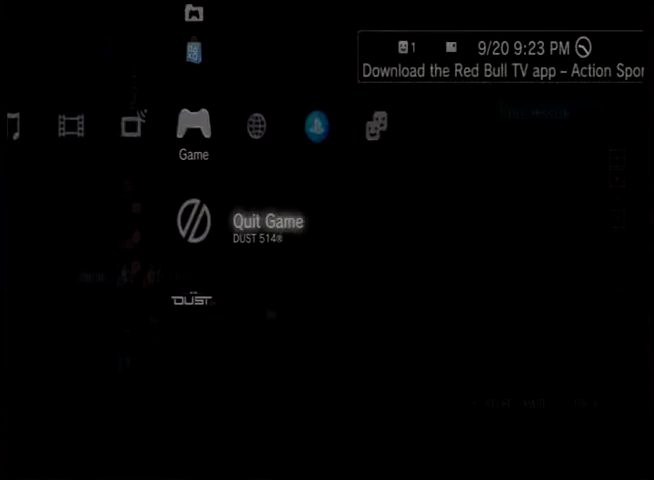 1 9/20 9:23 PM
Download the Red Bull TV app – Action Spor
Game
Quit Game
DUST 514®
DUST